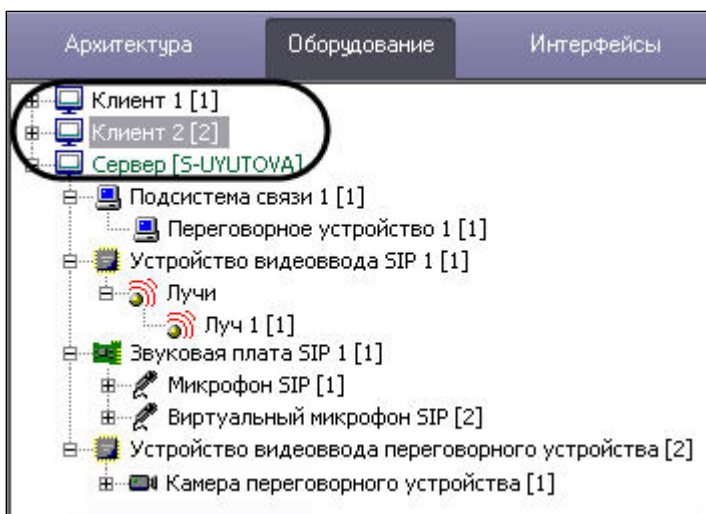 Архитектура Оборудование Интерфейсы
Клиент 1 [1]
Клиент 2 [2]
Сервер [S-UYUTOVA]
Подсистема связи 1 [1]
Переговорное устройство 1 [1]
Устройство видеоввода SIP 1 [1]
Лучи
Луч 1 [1]
Звуковая плата SIP 1 [1]
Микрофон SIP [1]
Виртуальный микрофон SIP [2]
Устройство видеоввода переговорного устройства [2]
Камера переговорного устройства [1]